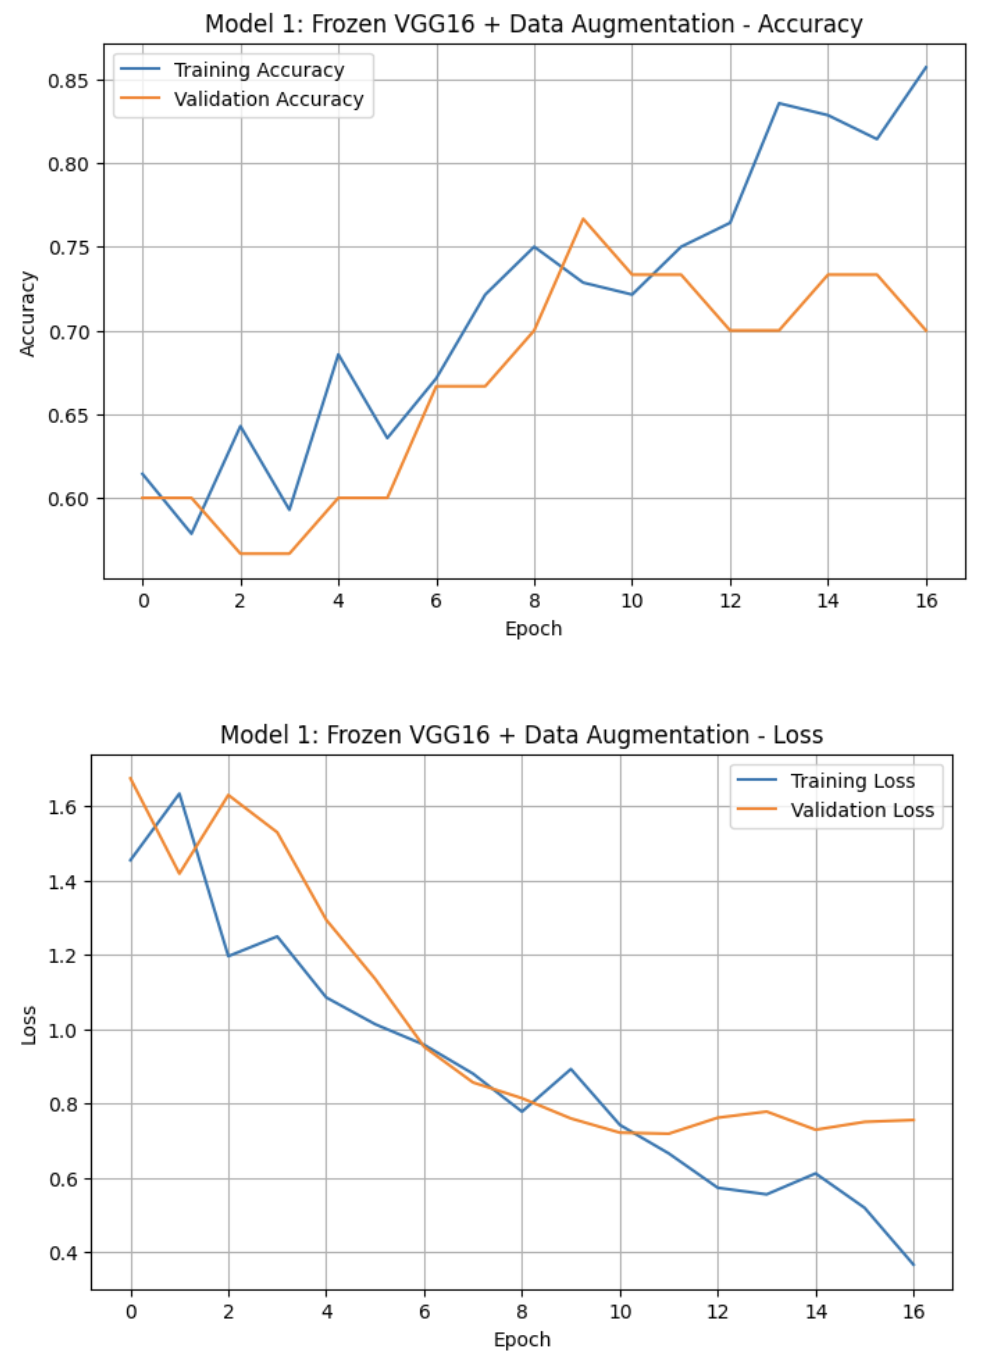 Model 1: Frozen VGG16 + Data Augmentation - Accuracy
Training Accuracy
Validation Accuracy
0.85
0.80
0.75
0.70
0.65
0.60
Accuracy
0 2 4 6 8 10 12 14 16
Epoch
Model 1: Frozen VGG16 + Data Augmentation - Loss
Training Loss
Validation Loss
1.6
1.4
1.2
1.0
0.8
0.6
0.4
Loss
0 2 4 6 8 10 12 14 16
Epoch